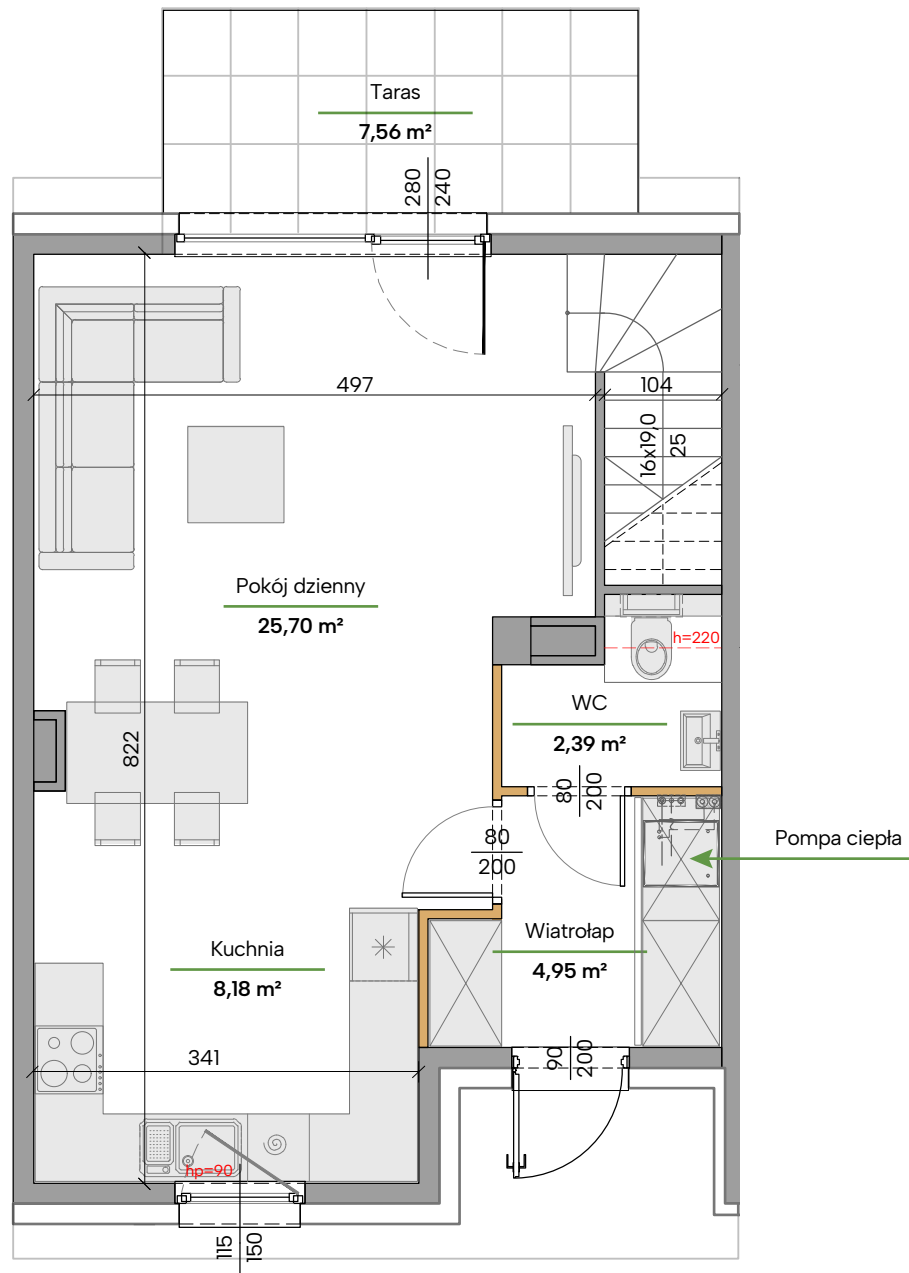 Taras
7,56 m²
280
240
497
104
16x19,0
25
Pokój dzienny
25,70 m²
h=220
WC
2,39 m²
822
80
200
80
200
Pompa ciepła
Kuchnia
8,18 m²
Wiatrołap
4,95 m²
341
90
200
hp=90
115
150